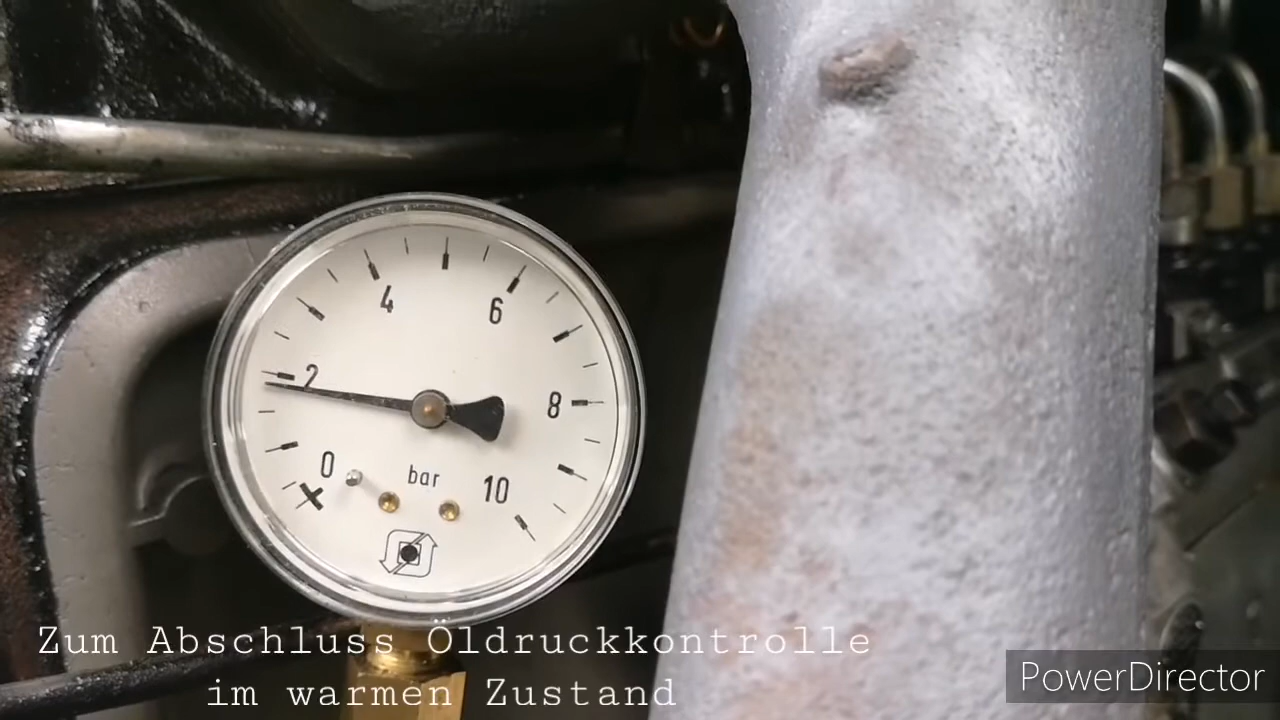 4
6
2
8
0
bar
10
Zum Abschluss Öldruckkontrolle
im warmen Zustand
PowerDirector